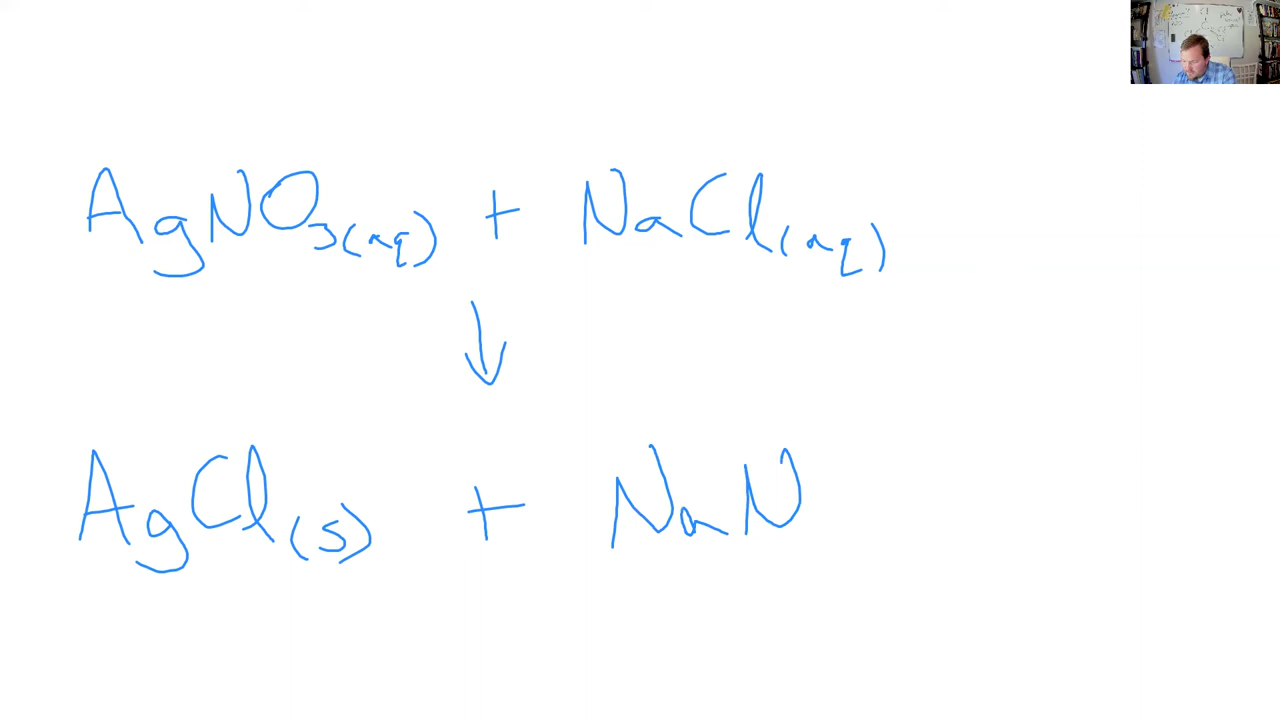 AgNO₃(aq) + NaCl(aq)
↓
AgCl(s) + NaN